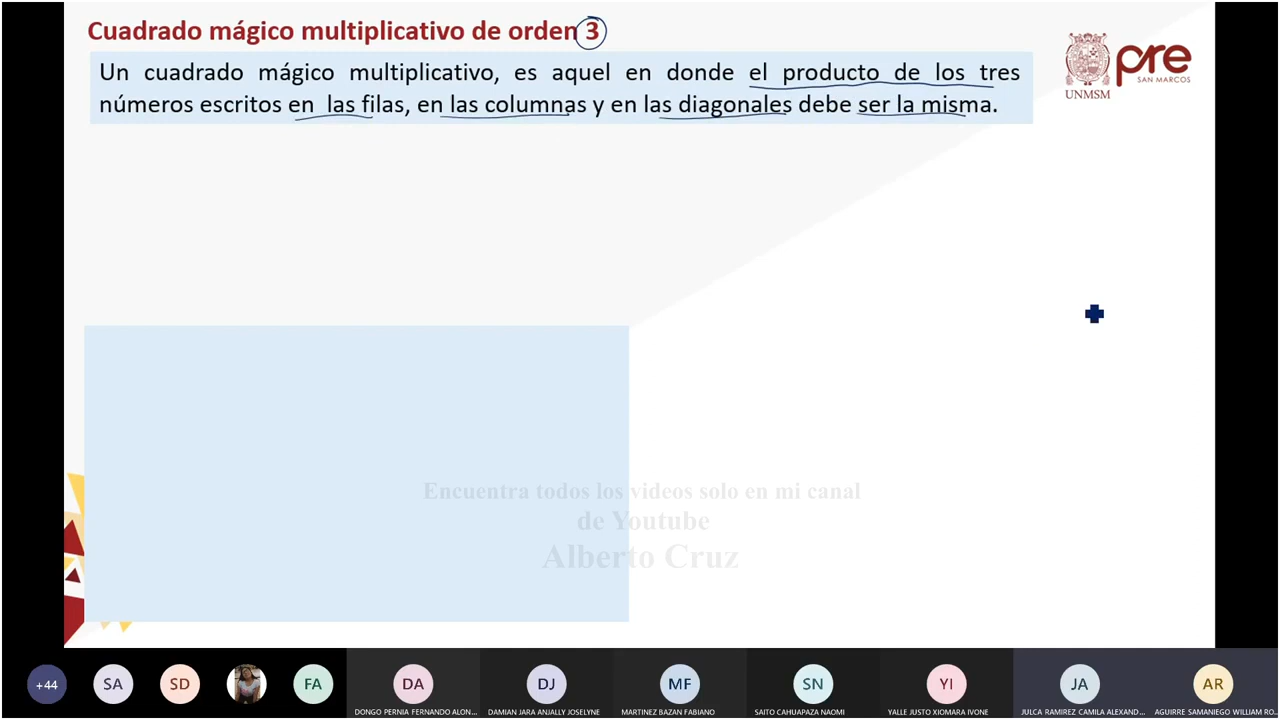 Cuadrado mágico multiplicativo de orden 3
Un cuadrado mágico multiplicativo, es aquel en donde el producto de los tres
números escritos en las filas, en las columnas y en las diagonales debe ser la misma.
UNMSM
pre
SAN MARCOS
Encuentra todos los videos solo en mi canal
de Youtube
Alberto Cruz
+44
SA
SD
FA
DA
DJ
MF
SN
YI
JA
AR
DONGO PERNIA FERNANDO ALON...
DAMIAN JARA ANJALLY JOSELYNE
MARTINEZ BAZAN FABIANO
SAITO CAHUAPAZA NAOMI
YALLE JUSTO XIOMARA IVONE
JULCA RAMIREZ CAMILA ALEXAND...
AGUIRRE SAMANIEGO WILLIAM RO...